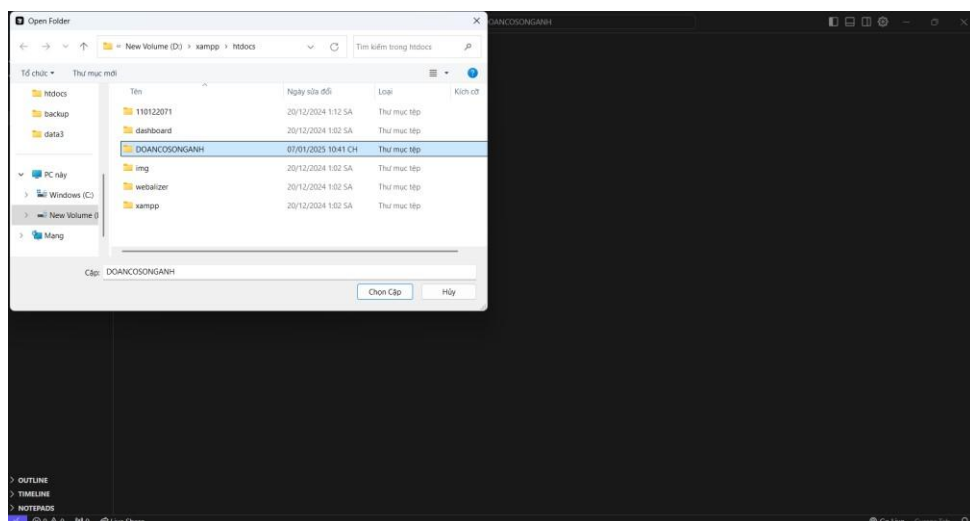 Open Folder
DOANCOSONGANH
New Volume (D:) > xampp > htdocs
Tìm kiếm trong htdocs
Tổ chức
Thư mục mới
htdocs
backup
data3
PC này
Windows (C:)
New Volume (
Mạng
Tên Ngày sửa đổi Loại Kích cỡ
110122071 20/12/2024 1:12 SA Thư mục tệp
dashboard 20/12/2024 1:02 SA Thư mục tệp
DOANCOSONGANH 07/01/2025 10:41 CH Thư mục tệp
img 20/12/2024 1:02 SA Thư mục tệp
webalizer 20/12/2024 1:02 SA Thư mục tệp
xampp 20/12/2024 1:02 SA Thư mục tệp
Cặp: DOANCOSONGANH
Chọn Cặp Hủy
OUTLINE
TIMELINE
NOTEPADS
Live Share
Go Live